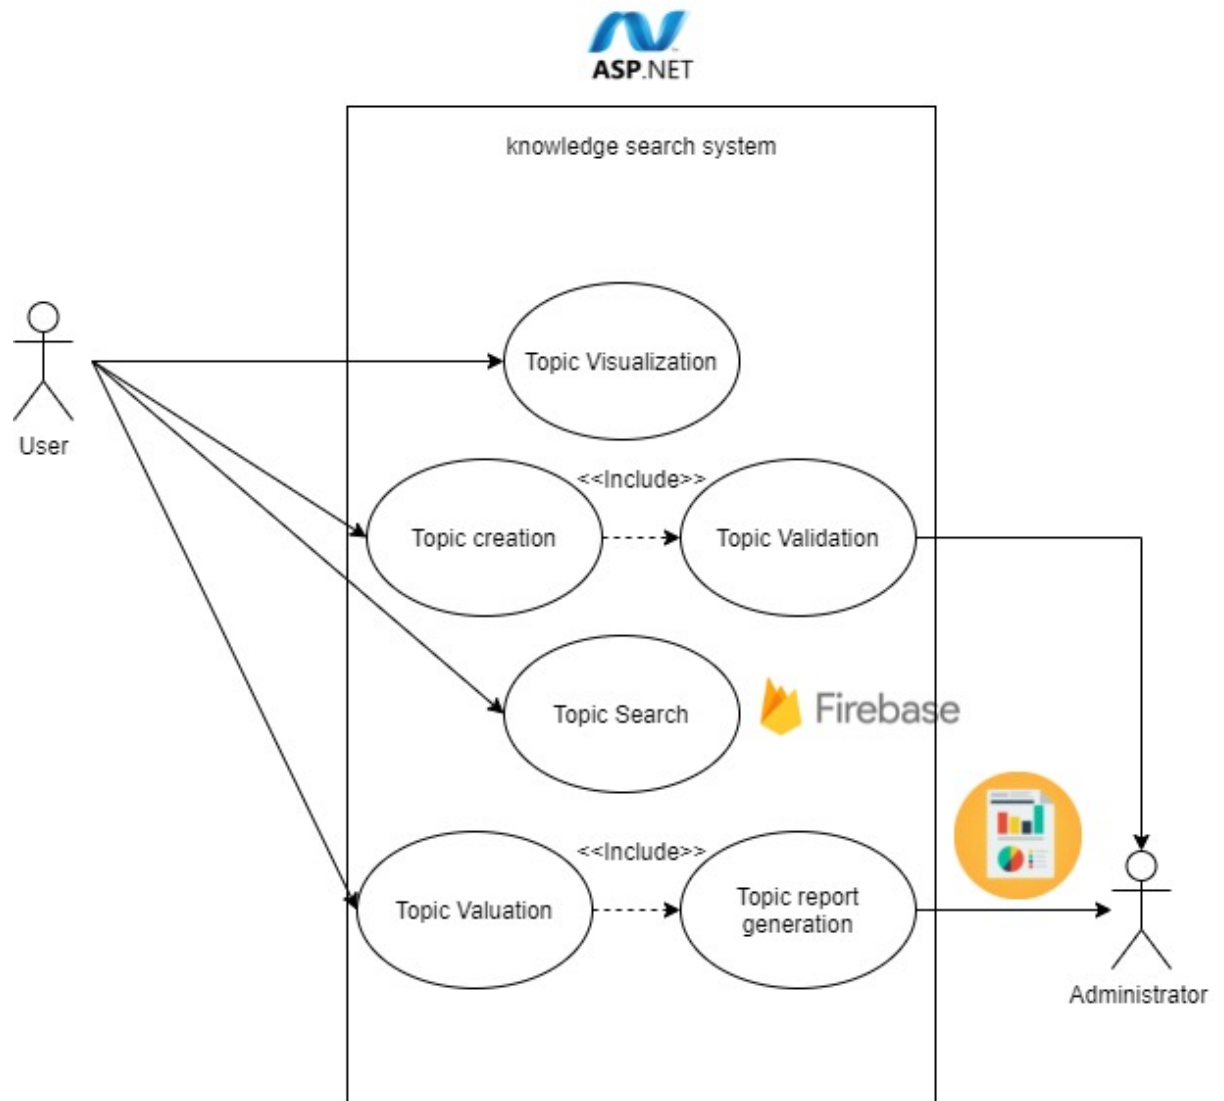 ASP.NET
knowledge search system
Topic Visualization
User
<<Include>>
Topic creation
Topic Validation
Topic Search
Firebase
<<Include>>
Topic Valuation
Topic report
generation
Administrator